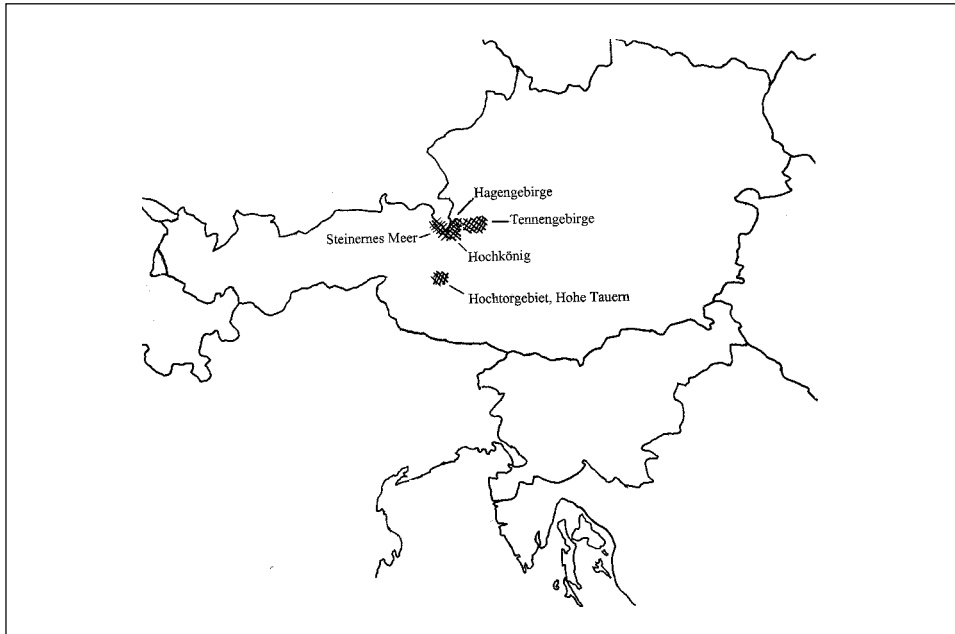 Hagengebirge
Tennengebirge
Steinernes Meer
Hochkönig
Hochtorgebiet, Hohe Tauern